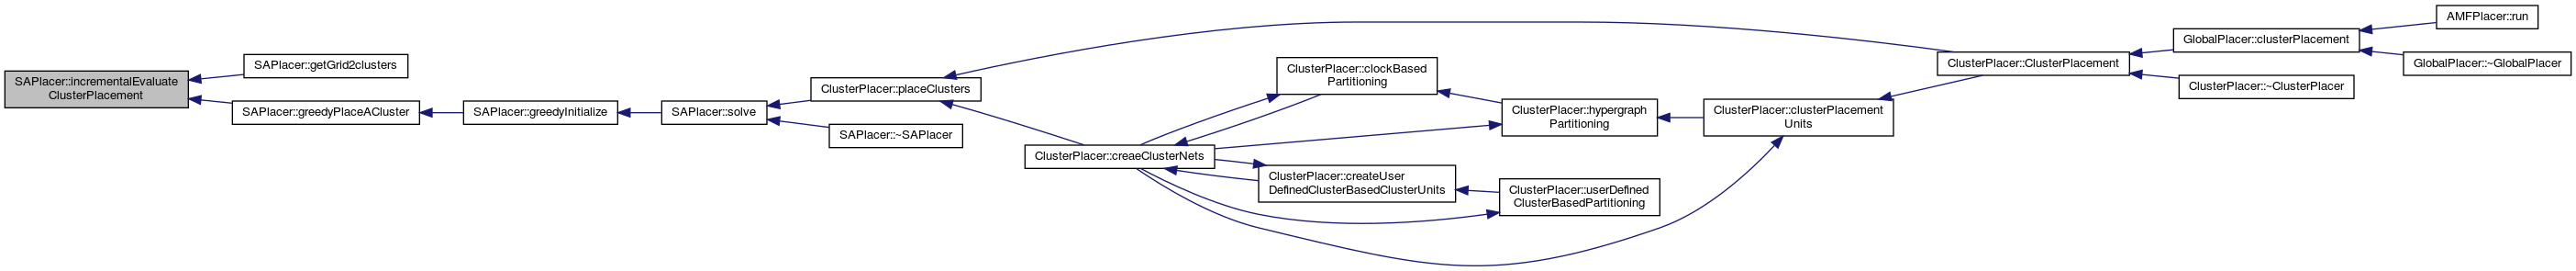 SAPlacer::incrementalEvaluate
ClusterPlacement
SAPlacer::getGrid2clusters
SAPlacer::greedyPlaceACluster
SAPlacer::greedyInitialize
SAPlacer::solve
ClusterPlacer::placeClusters
SAPlacer::~SAPlacer
ClusterPlacer::creaeClusterNets
ClusterPlacer::clockBased
Partitioning
ClusterPlacer::createUser
DefinedClusterBasedClusterUnits
ClusterPlacer::hypergraph
Partitioning
ClusterPlacer::userDefined
ClusterBasedPartitioning
ClusterPlacer::clusterPlacement
Units
ClusterPlacer::ClusterPlacement
GlobalPlacer::clusterPlacement
ClusterPlacer::~ClusterPlacer
AMFPlacer::run
GlobalPlacer::~GlobalPlacer